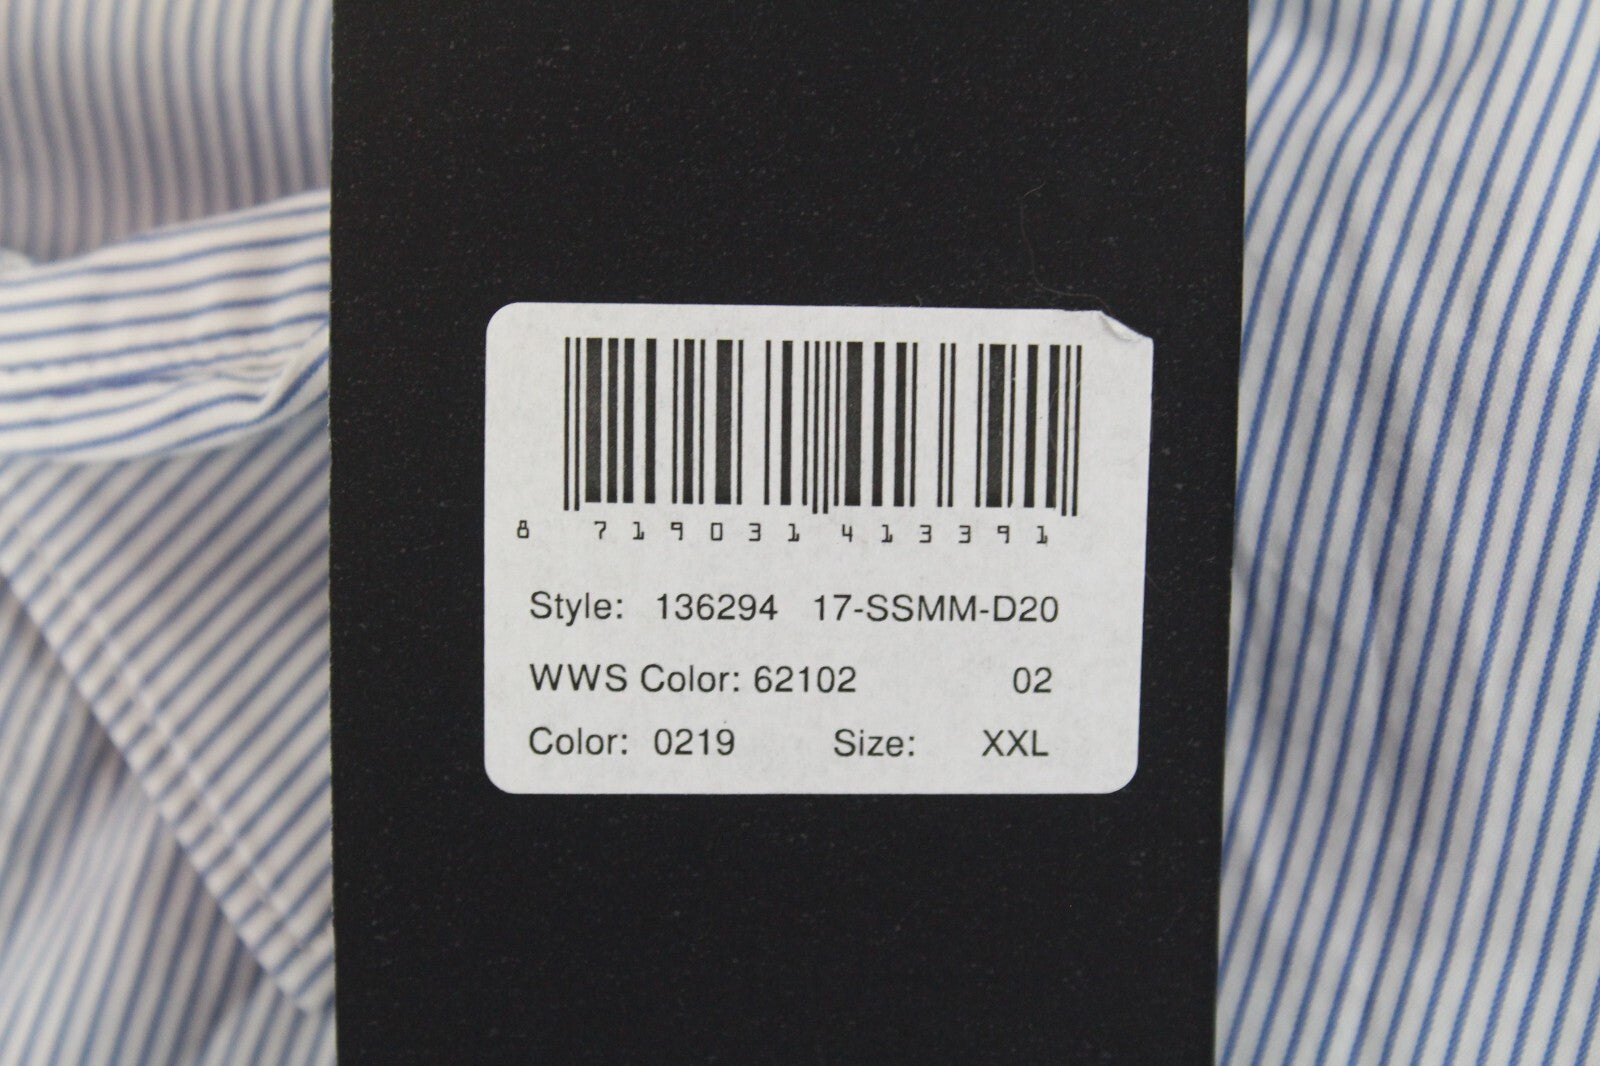 8 719031 413391
Style: 136294 17-SSMM-D20
WWS Color: 62102 02
Color: 0219 Size: XXL